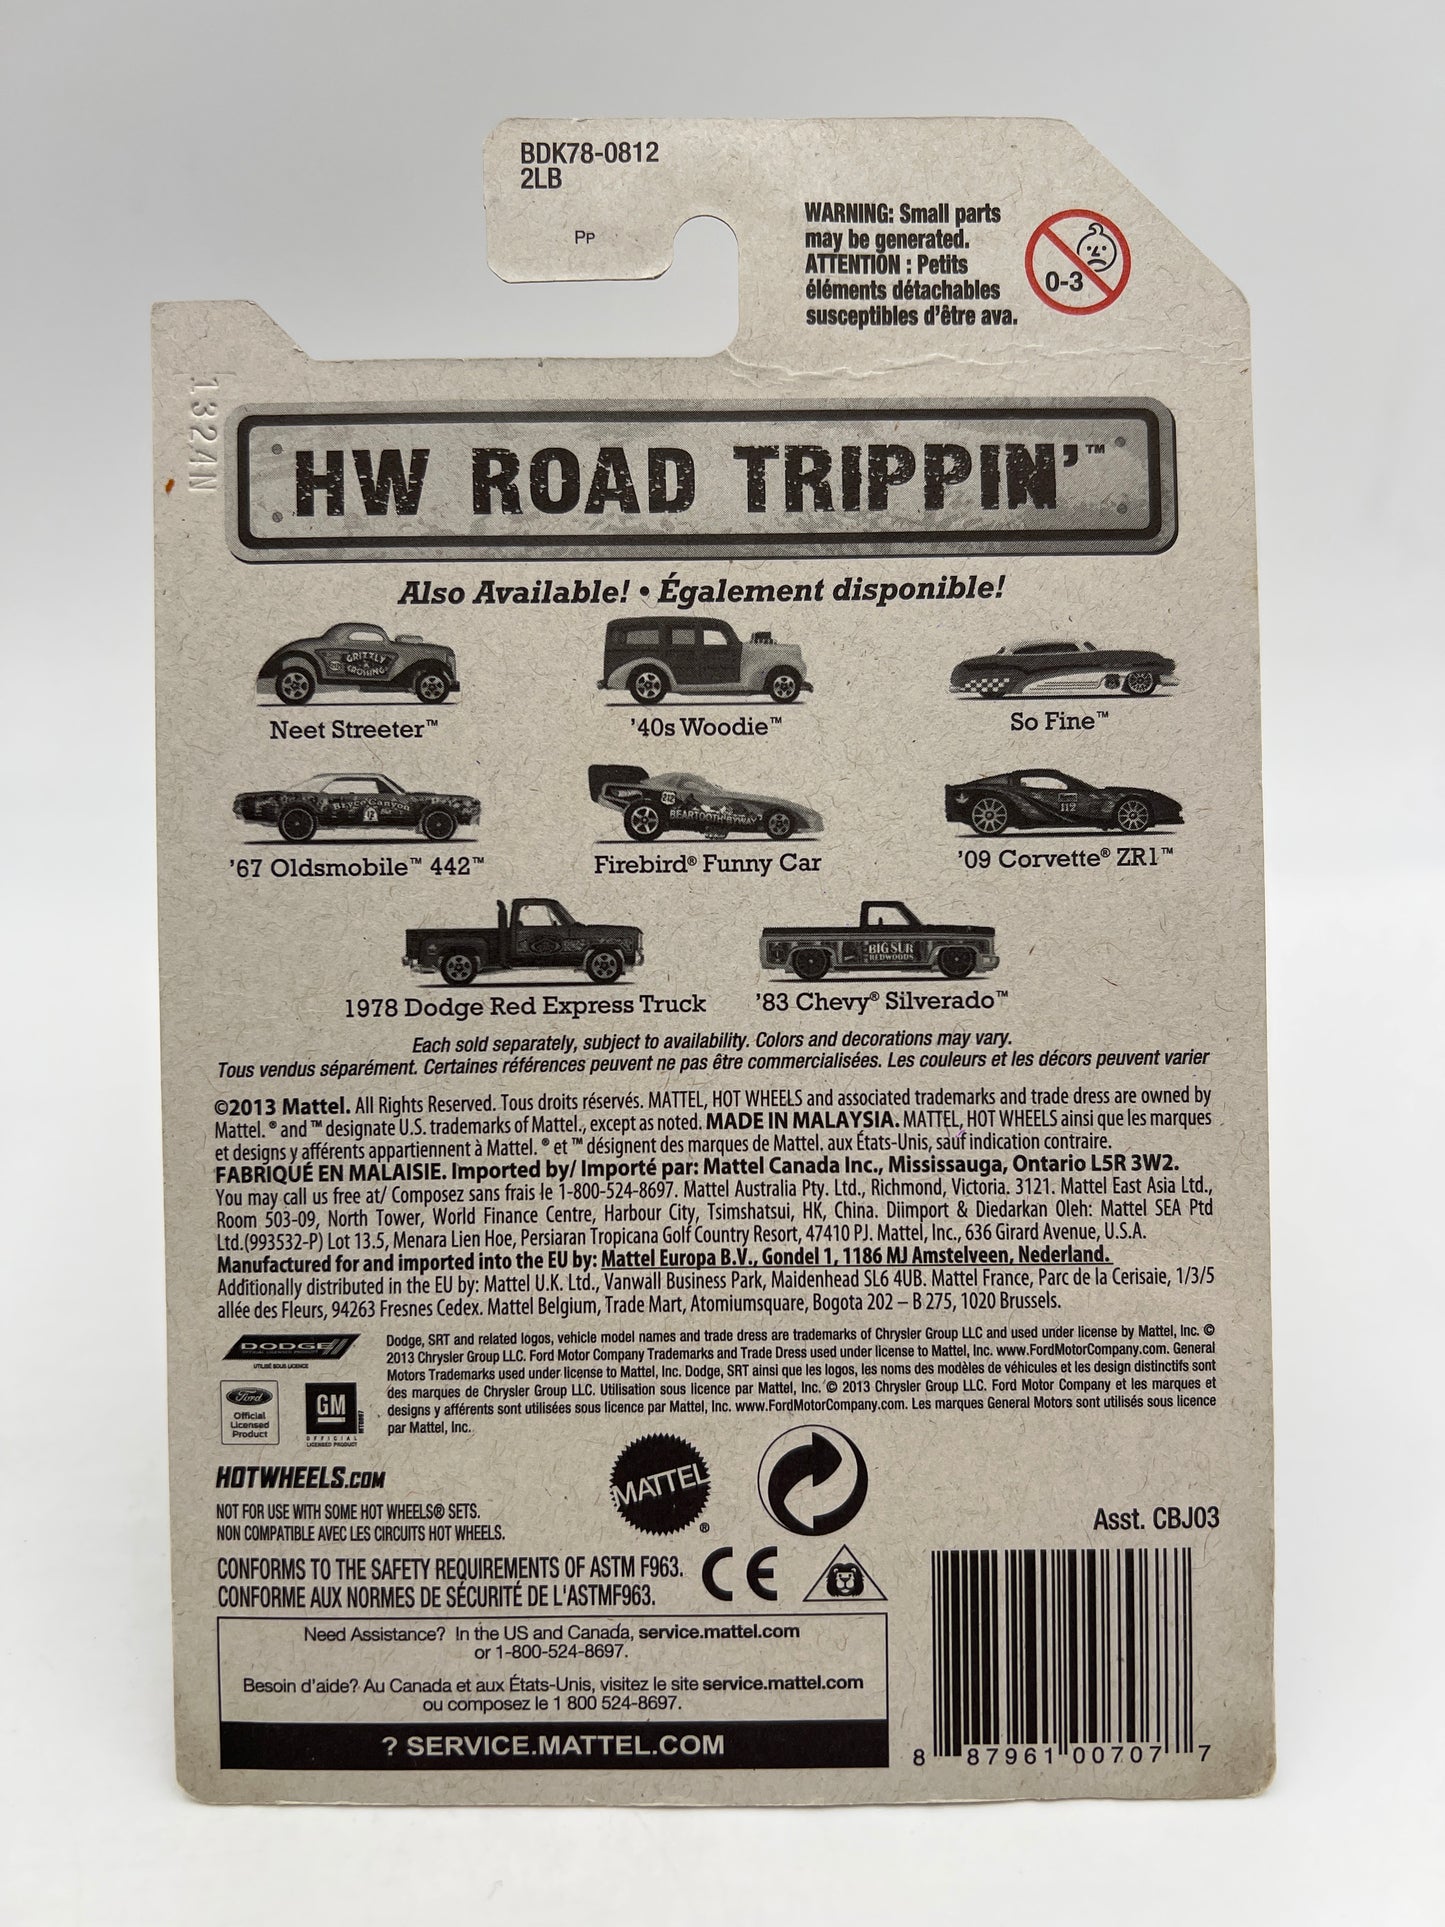 BDK78-0812
2LB
PP
WARNING: Small parts
may be generated.
ATTENTION : Petits
éléments détachables
susceptibles d'être ava.
0-3
1324N
HW ROAD TRIPPIN'™
Also Available! • Également disponible!
GRIZZLY
CROSSING
Neet Streeter™
'40s Woodie™
So Fine™
Bryce Canyon
'67 Oldsmobile™ 442™
212
BEARTOOTH BYWAY
Firebird® Funny Car
112
'09 Corvette® ZR1™
1978 Dodge Red Express Truck
BIG SUR
REDWOODS
'83 Chevy® Silverado™
Each sold separately, subject to availability. Colors and decorations may vary.
Tous vendus séparément. Certaines références peuvent ne pas être commercialisées. Les couleurs et les décors peuvent varier
©2013 Mattel. All Rights Reserved. Tous droits réservés. MATTEL, HOT WHEELS and associated trademarks and trade dress are owned by
Mattel. ® and ™ designate U.S. trademarks of Mattel., except as noted. MADE IN MALAYSIA. MATTEL, HOT WHEELS ainsi que les marques
et designs y afférents appartiennent à Mattel. ® et ™ désignent des marques de Mattel. aux États-Unis, sauf indication contraire.
FABRIQUÉ EN MALAISIE. Imported by/ Importé par: Mattel Canada Inc., Mississauga, Ontario L5R 3W2.
You may call us free at/ Composez sans frais le 1-800-524-8697. Mattel Australia Pty. Ltd., Richmond, Victoria. 3121. Mattel East Asia Ltd.,
Room 503-09, North Tower, World Finance Centre, Harbour City, Tsimshatsui, HK, China. Diimport & Diedarkan Oleh: Mattel SEA Ptd
Ltd.(993532-P) Lot 13.5, Menara Lien Hoe, Persiaran Tropicana Golf Country Resort, 47410 PJ. Mattel, Inc., 636 Girard Avenue, U.S.A.
Manufactured for and imported into the EU by: Mattel Europa B.V., Gondel 1, 1186 MJ Amstelveen, Nederland.
Additionally distributed in the EU by: Mattel U.K. Ltd., Vanwall Business Park, Maidenhead SL6 4UB. Mattel France, Parc de la Cerisaie, 1/3/5
allée des Fleurs, 94263 Fresnes Cedex. Mattel Belgium, Trade Mart, Atomiumsquare, Bogota 202 – B 275, 1020 Brussels.
DODGE
UTILISÉ SOUS LICENCE
Dodge, SRT and related logos, vehicle model names and trade dress are trademarks of Chrysler Group LLC and used under license by Mattel, Inc. ©
2013 Chrysler Group LLC. Ford Motor Company Trademarks and Trade Dress used under license to Mattel, Inc. www.FordMotorCompany.com. General
Motors Trademarks used under license to Mattel, Inc. Dodge, SRT ainsi que les logos, les noms des modèles de véhicules et les design distinctifs sont
des marques de Chrysler Group LLC. Utilisation sous licence par Mattel, Inc. © 2013 Chrysler Group LLC. Ford Motor Company et les marques et
designs y afférents sont utilisées sous licence par Mattel, Inc. www.FordMotorCompany.com. Les marques General Motors sont utilisés sous licence
par Mattel, Inc.
Ford
Official
Licensed
Product
GM
OFFICIAL
LICENSED PRODUCT
HOTWHEELS.COM
NOT FOR USE WITH SOME HOT WHEELS® SETS.
NON COMPATIBLE AVEC LES CIRCUITS HOT WHEELS.
MATTEL ®
Asst. CBJ03
CONFORMS TO THE SAFETY REQUIREMENTS OF ASTM F963.
CONFORME AUX NORMES DE SÉCURITÉ DE L'ASTMF963.
CE
Need Assistance? In the US and Canada, service.mattel.com
or 1-800-524-8697.
Besoin d'aide? Au Canada et aux États-Unis, visitez le site service.mattel.com
ou composez le 1 800 524-8697.
? SERVICE.MATTEL.COM
8 87961 00707 7